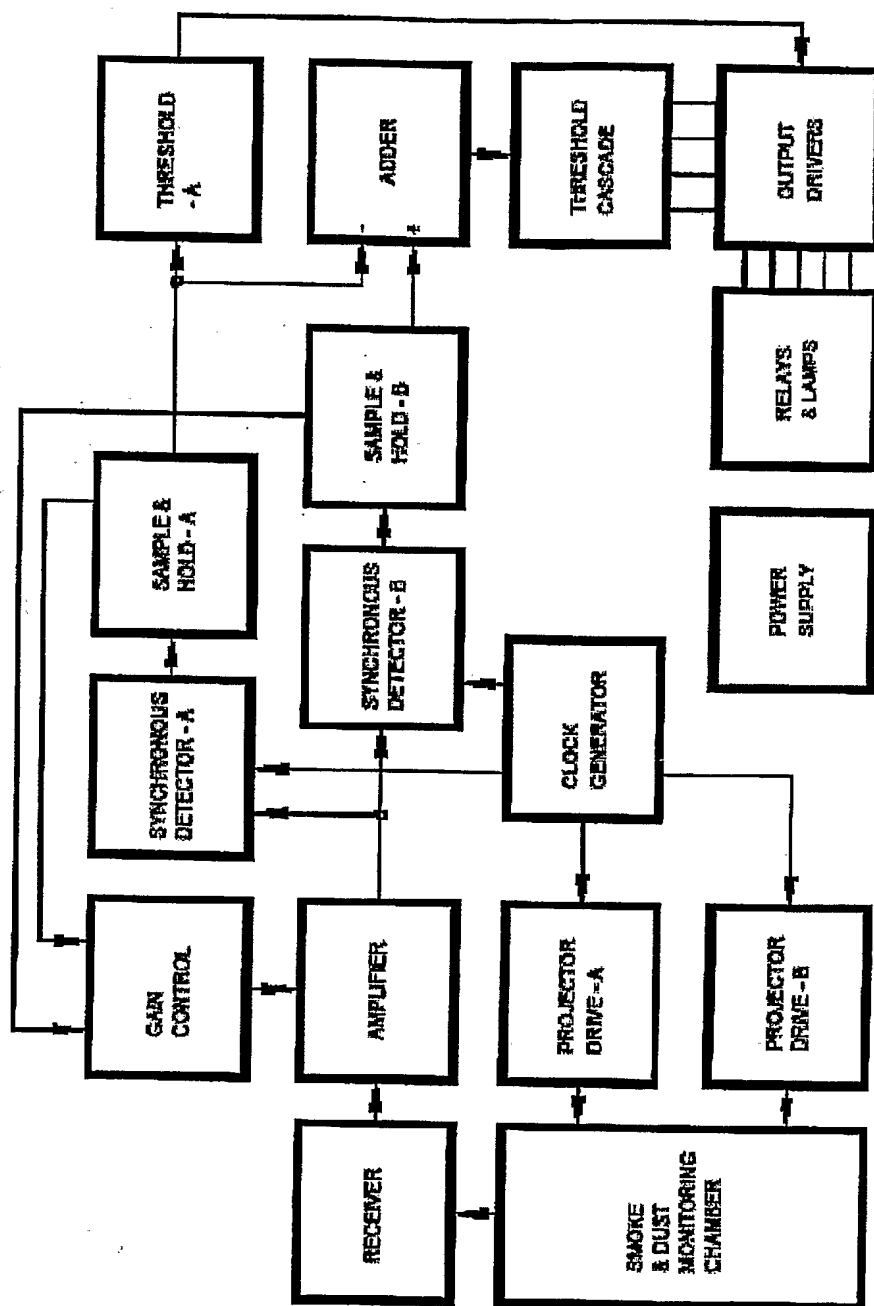 GAIN
CONTROL
SYNCHRONOUS
DETECTOR - A
SAMPLE &
HOLD - A
THRESHOLD
- A
RECEIVER
AMPLIFIER
SYNCHRONOUS
DETECTOR - B
SAMPLE &
HOLD - B
-
+
ADDER
SMOKE
& DUST
MONITORING
CHAMBER
PROJECTOR
DRIVE - A
CLOCK
GENERATOR
THRESHOLD
CASCADE
PROJECTOR
DRIVE - B
POWER
SUPPLY
RELAYS
& LAMPS
OUTPUT
DRIVERS